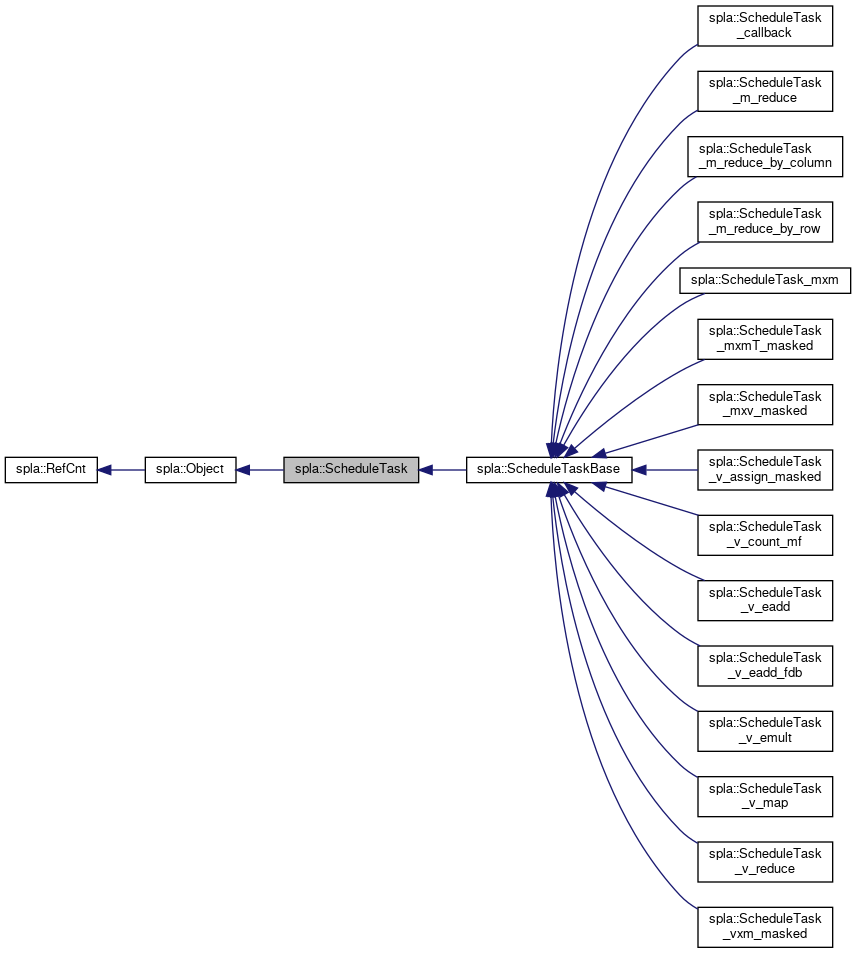 spla::RefCnt
spla::Object
spla::ScheduleTask
spla::ScheduleTaskBase
spla::ScheduleTask
_callback
spla::ScheduleTask
_m_reduce
spla::ScheduleTask
_m_reduce_by_column
spla::ScheduleTask
_m_reduce_by_row
spla::ScheduleTask_mxm
spla::ScheduleTask
_mxmT_masked
spla::ScheduleTask
_mxv_masked
spla::ScheduleTask
_v_assign_masked
spla::ScheduleTask
_v_count_mf
spla::ScheduleTask
_v_eadd
spla::ScheduleTask
_v_eadd_fdb
spla::ScheduleTask
_v_emult
spla::ScheduleTask
_v_map
spla::ScheduleTask
_v_reduce
spla::ScheduleTask
_vxm_masked